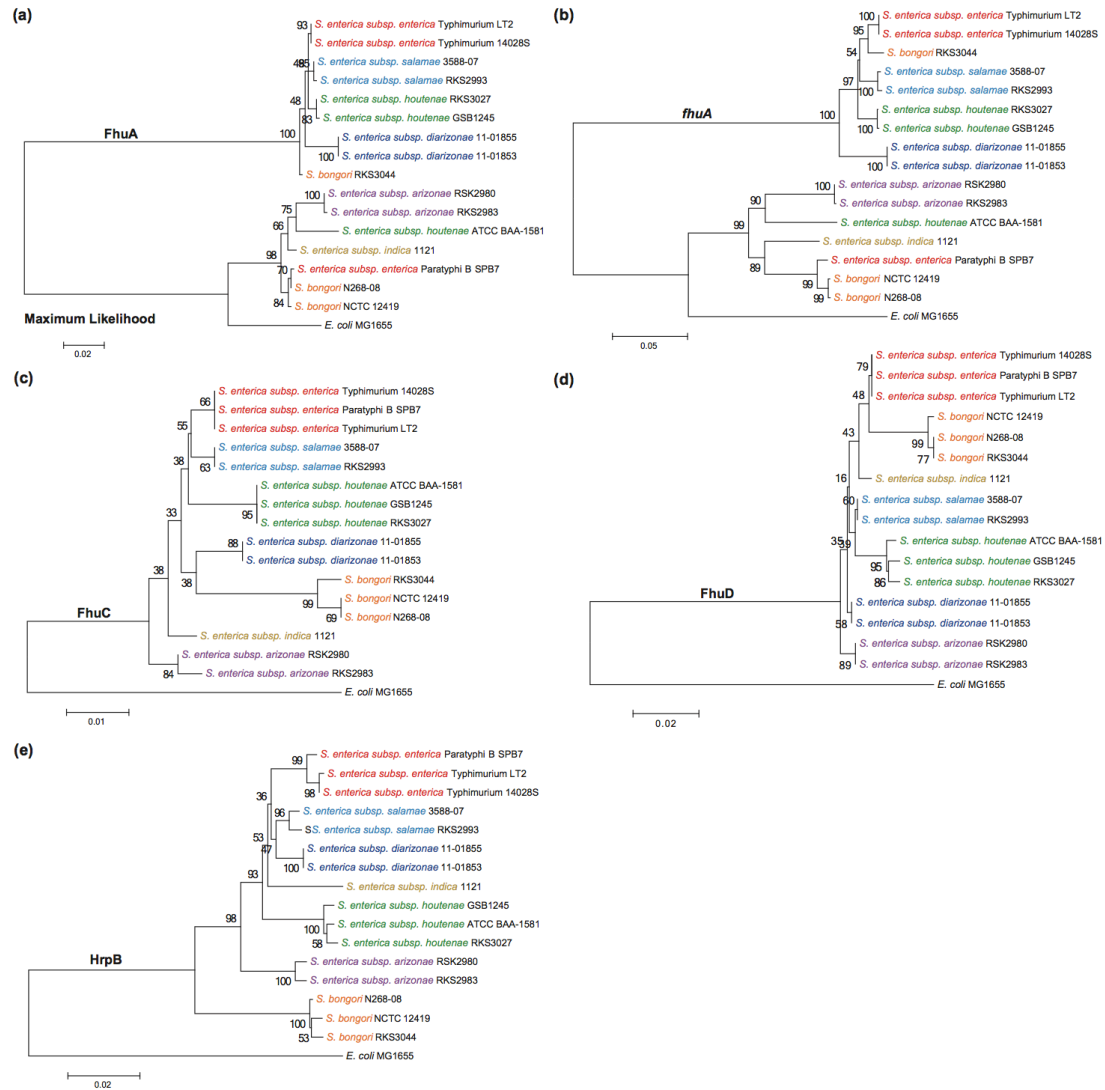 (a)
93
S. enterica subsp. enterica Typhimurium LT2
S. enterica subsp. enterica Typhimurium 14028S
S. enterica subsp. salamae 3588-07
S. enterica subsp. salamae RKS2993
48
S. enterica subsp. houtenae RKS3027
83
S. enterica subsp. houtenae GSB1245
FhuA
100
S. enterica subsp. diarizonae 11-01855
100
S. enterica subsp. diarizonae 11-01853
S. bongori RKS3044
100
S. enterica subsp. arizonae RSK2980
75
S. enterica subsp. arizonae RKS2983
66
S. enterica subsp. houtenae ATCC BAA-1581
98
S. enterica subsp. indica 1121
70
S. enterica subsp. enterica Paratyphi B SPB7
S. bongori N268-08
84
S. bongori NCTC 12419
Maximum Likelihood
E. coli MG1655
0.02
(b)
100
S. enterica subsp. enterica Typhimurium LT2
95
S. enterica subsp. enterica Typhimurium 14028S
54
S. bongori RKS3044
97
S. enterica subsp. salamae 3588-07
100
S. enterica subsp. salamae RKS2993
fhuA
100
S. enterica subsp. houtenae RKS3027
100
S. enterica subsp. houtenae GSB1245
S. enterica subsp. diarizonae 11-01855
100
S. enterica subsp. diarizonae 11-01853
100
S. enterica subsp. arizonae RSK2980
90
S. enterica subsp. arizonae RKS2983
99
S. enterica subsp. houtenae ATCC BAA-1581
S. enterica subsp. indica 1121
89
S. enterica subsp. enterica Paratyphi B SPB7
99
S. bongori NCTC 12419
99
S. bongori N268-08
E. coli MG1655
0.05
(c)
S. enterica subsp. enterica Typhimurium 14028S
66
S. enterica subsp. enterica Paratyphi B SPB7
55
S. enterica subsp. enterica Typhimurium LT2
S. enterica subsp. salamae 3588-07
38
63
S. enterica subsp. salamae RKS2993
S. enterica subsp. houtenae ATCC BAA-1581
S. enterica subsp. houtenae GSB1245
95
33
S. enterica subsp. houtenae RKS3027
88
S. enterica subsp. diarizonae 11-01855
S. enterica subsp. diarizonae 11-01853
38
38
S. bongori RKS3044
99
S. bongori NCTC 12419
FhuC
69
S. bongori N268-08
S. enterica subsp. indica 1121
S. enterica subsp. arizonae RSK2980
84
S. enterica subsp. arizonae RKS2983
E. coli MG1655
0.01
(d)
S. enterica subsp. enterica Typhimurium 14028S
79
S. enterica subsp. enterica Paratyphi B SPB7
48
S. enterica subsp. enterica Typhimurium LT2
S. bongori NCTC 12419
43
99
S. bongori N268-08
77
S. bongori RKS3044
16
S. enterica subsp. indica 1121
60
S. enterica subsp. salamae 3588-07
S. enterica subsp. salamae RKS2993
35
S. enterica subsp. houtenae ATCC BAA-1581
95
S. enterica subsp. houtenae GSB1245
86
S. enterica subsp. houtenae RKS3027
FhuD
S. enterica subsp. diarizonae 11-01855
58
S. enterica subsp. diarizonae 11-01853
S. enterica subsp. arizonae RSK2980
89
S. enterica subsp. arizonae RKS2983
E. coli MG1655
0.02
(e)
99
S. enterica subsp. enterica Paratyphi B SPB7
S. enterica subsp. enterica Typhimurium LT2
98
S. enterica subsp. enterica Typhimurium 14028S
36
96
S. enterica subsp. salamae 3588-07
SS. enterica subsp. salamae RKS2993
53
47
S. enterica subsp. diarizonae 11-01855
100
S. enterica subsp. diarizonae 11-01853
93
S. enterica subsp. indica 1121
S. enterica subsp. houtenae GSB1245
98
100
S. enterica subsp. houtenae ATCC BAA-1581
58
S. enterica subsp. houtenae RKS3027
HrpB
S. enterica subsp. arizonae RSK2980
100
S. enterica subsp. arizonae RKS2983
S. bongori N268-08
100
S. bongori NCTC 12419
53
S. bongori RKS3044
E. coli MG1655
0.02